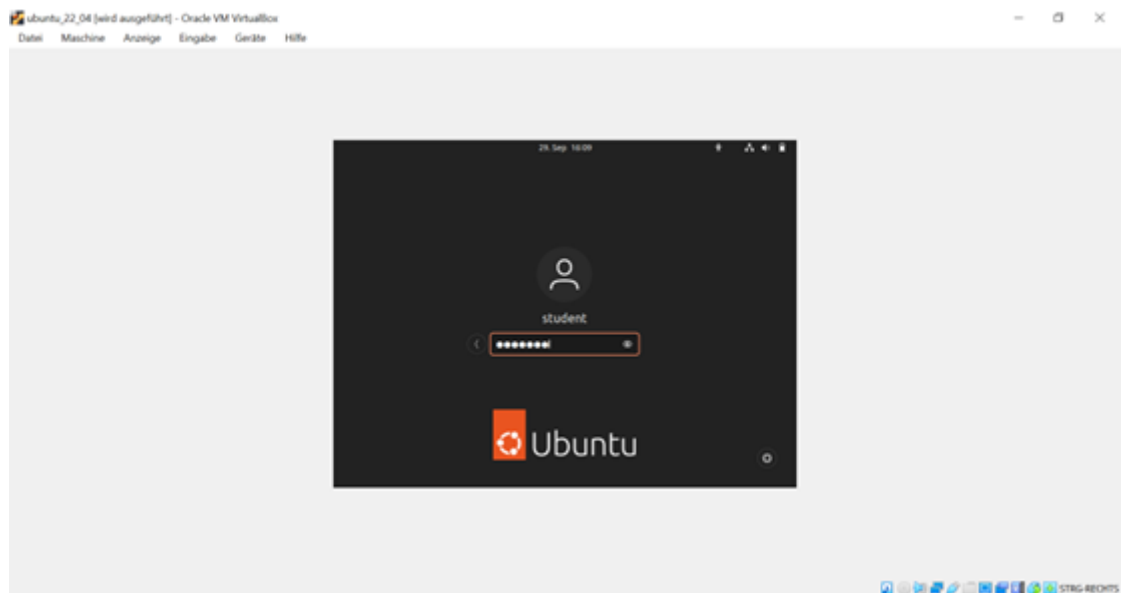 ubuntu_22_04 [wird ausgeführt] - Oracle VM VirtualBox
Datei Maschine Anzeige Eingabe Geräte Hilfe
29. Sep 16:09
student
Ubuntu
STRG-RECHTS